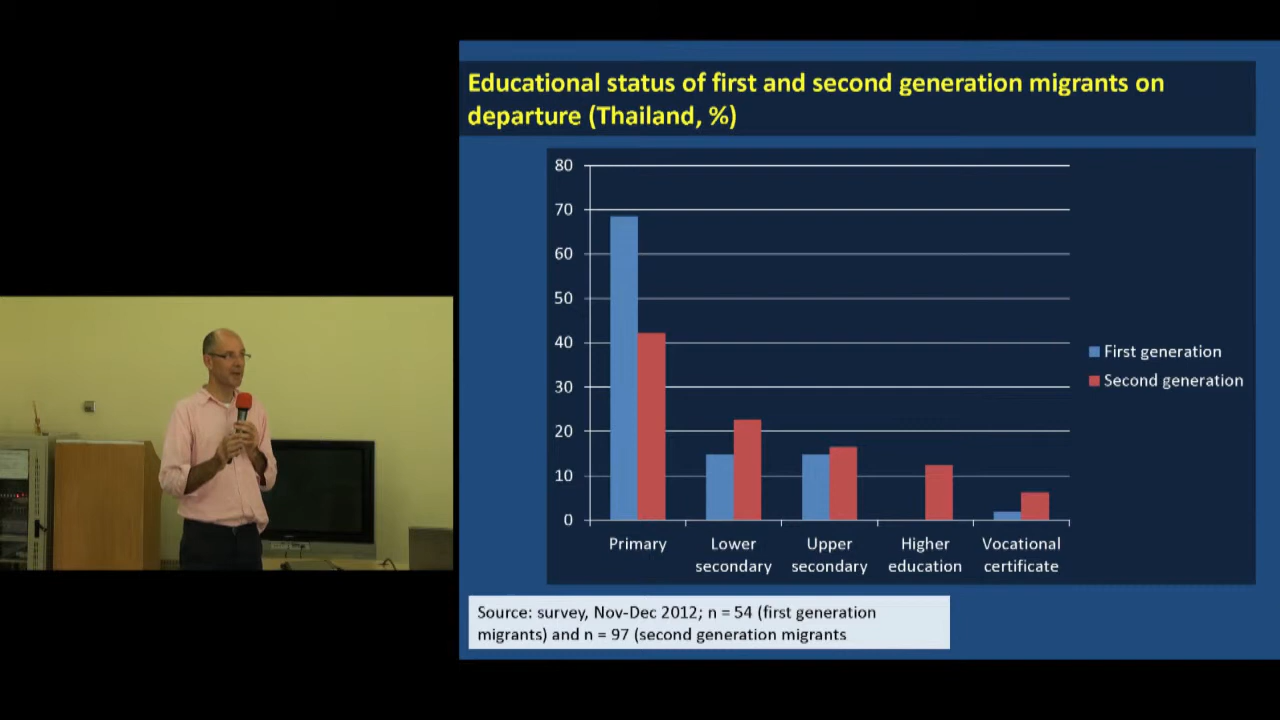 Educational status of first and second generation migrants on
departure (Thailand, %)
80
70
60
50
40
30
20
10
0
Primary
Lower
secondary
Upper
secondary
Higher
education
Vocational
certificate
First generation
Second generation
Source: survey, Nov-Dec 2012; n = 54 (first generation
migrants) and n = 97 (second generation migrants